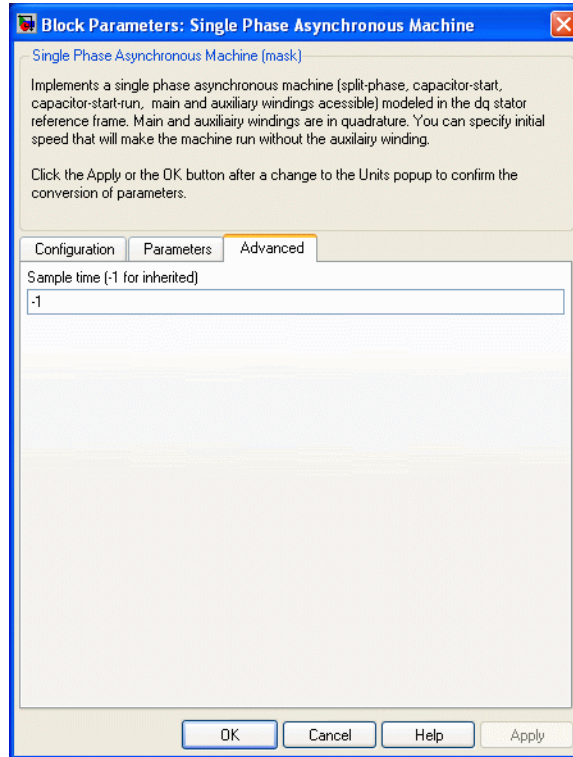 Block Parameters: Single Phase Asynchronous Machine
Single Phase Asynchronous Machine (mask)
Implements a single phase asynchronous machine (split-phase, capacitor-start,
capacitor-start-run, main and auxiliary windings acessible) modeled in the dq stator
reference frame. Main and auxiliairy windings are in quadrature. You can specify initial
speed that will make the machine run without the auxilairy winding.
Click the Apply or the OK button after a change to the Units popup to confirm the
conversion of parameters.
Configuration Parameters Advanced
Sample time (-1 for inherited)
-1
OK Cancel Help Apply